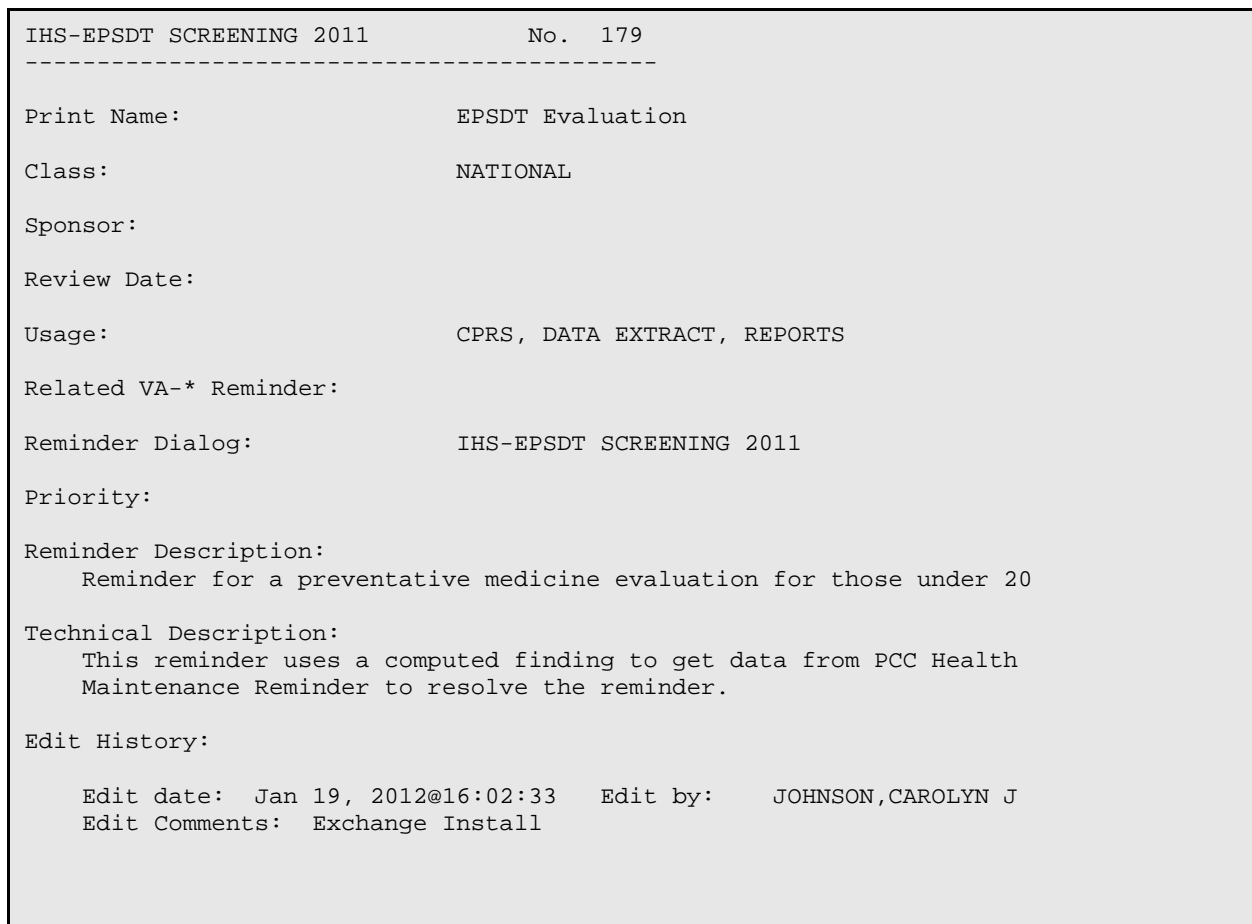 IHS-EPSDT SCREENING 2011 No. 179
--------------------------------------------
Print Name: EPSDT Evaluation
Class: NATIONAL
Sponsor:
Review Date:
Usage: CPRS, DATA EXTRACT, REPORTS
Related VA-* Reminder:
Reminder Dialog: IHS-EPSDT SCREENING 2011
Priority:
Reminder Description:
Reminder for a preventative medicine evaluation for those under 20
Technical Description:
This reminder uses a computed finding to get data from PCC Health
Maintenance Reminder to resolve the reminder.
Edit History:
Edit date: Jan 19, 2012@16:02:33 Edit by: JOHNSON,CAROLYN J
Edit Comments: Exchange Install